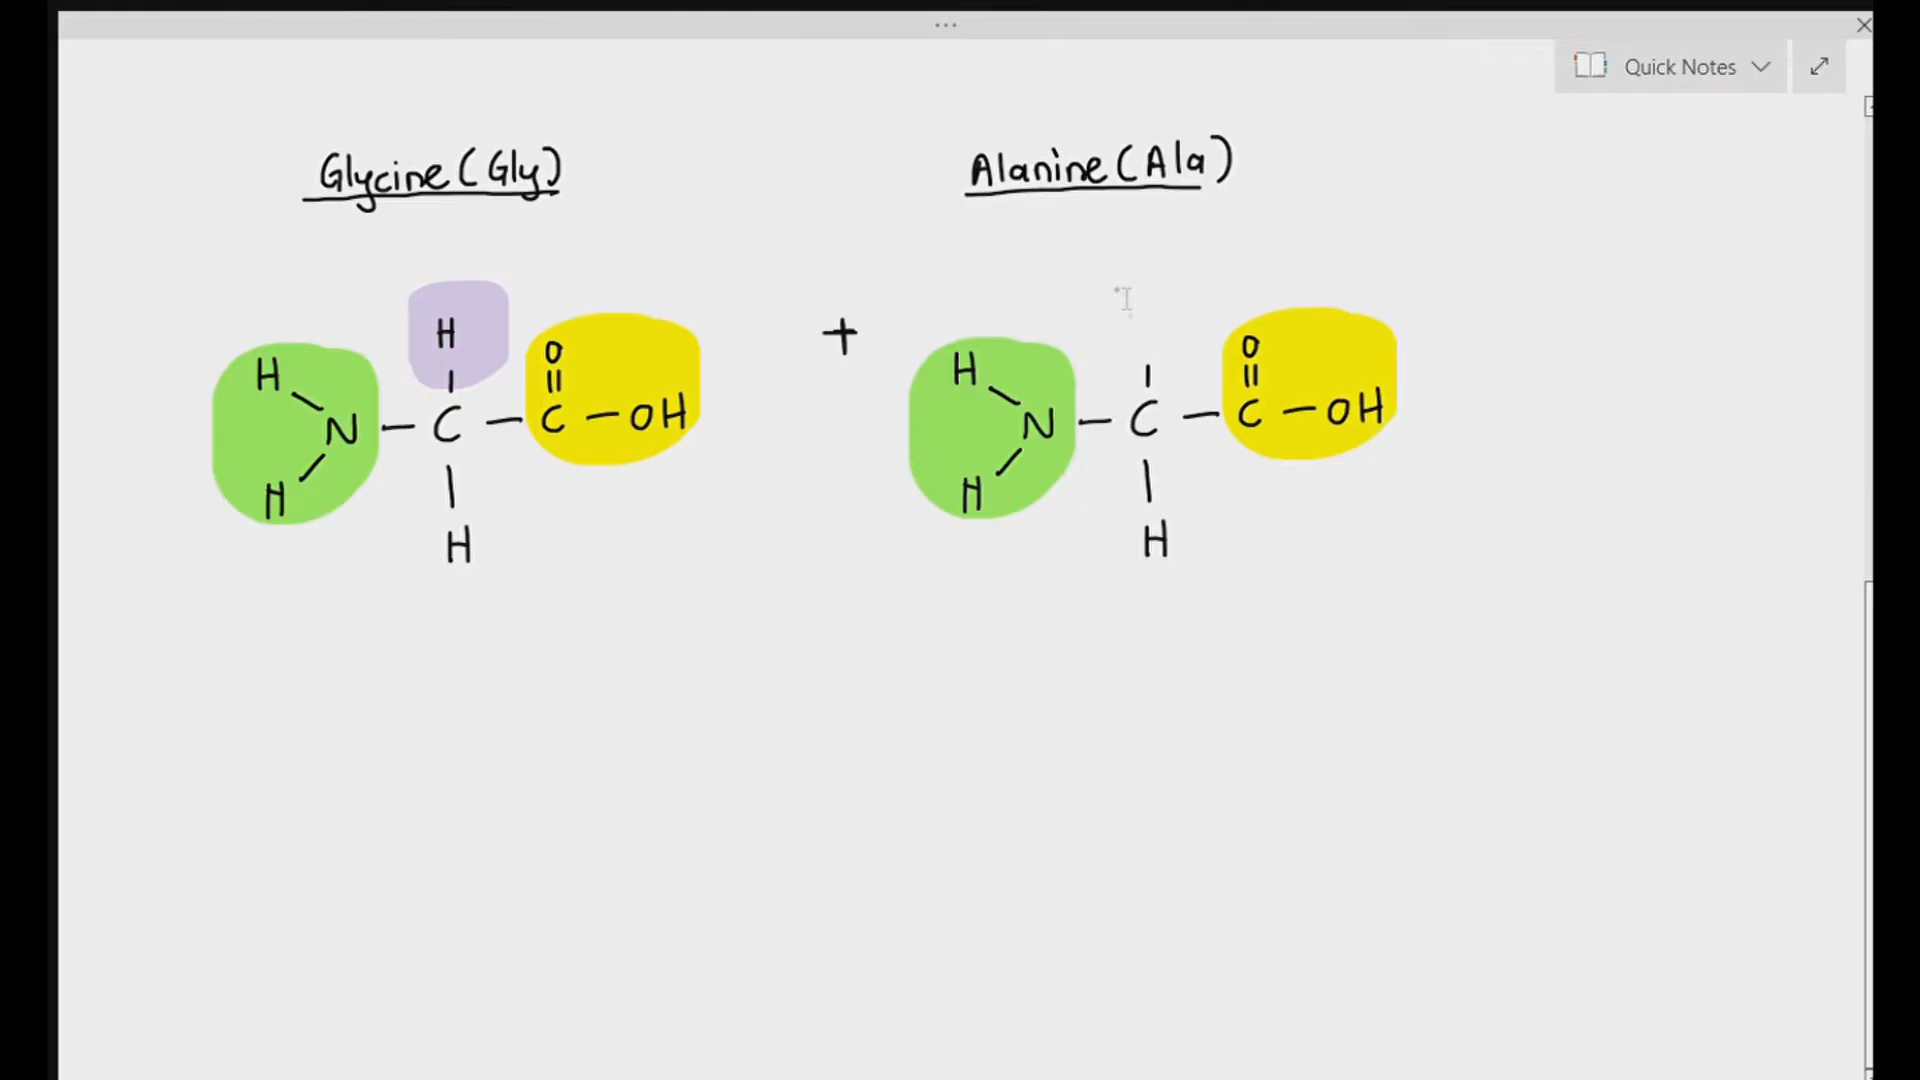 Quick Notes
Glycine (Gly)
Alanine (Ala)
H
O
H
N - C - C - OH
H
H
+
O
H
N - C - C - OH
H
H